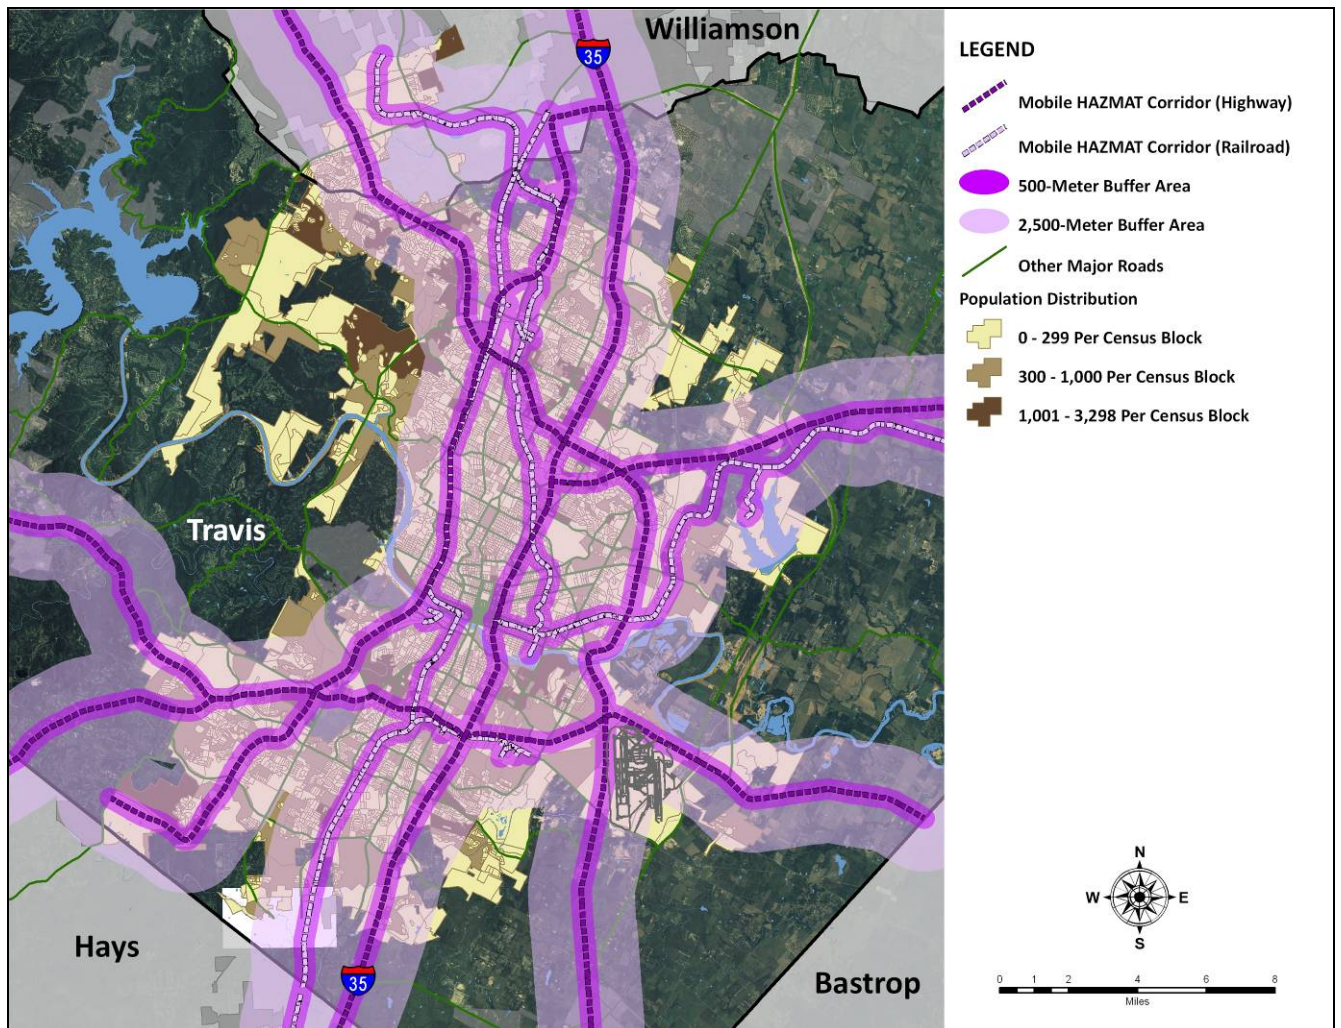 Williamson
35
Travis
Hays
35
Bastrop
LEGEND
Mobile HAZMAT Corridor (Highway)
Mobile HAZMAT Corridor (Railroad)
500-Meter Buffer Area
2,500-Meter Buffer Area
Other Major Roads
Population Distribution
0 - 299 Per Census Block
300 - 1,000 Per Census Block
1,001 - 3,298 Per Census Block
N
W E
S
0 1 2 4 6 8
Miles